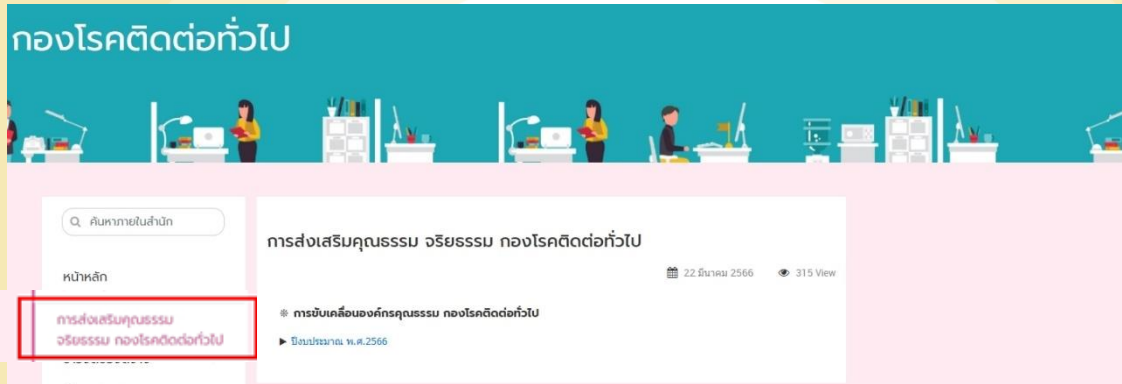 กองโรคติดต่อทั่วไป
ค้นหาภายในสำนัก
หน้าหลัก
การส่งเสริมคุณธรรม
จริยธรรม กองโรคติดต่อทั่วไป
การส่งเสริมคุณธรรม จริยธรรม กองโรคติดต่อทั่วไป
22 มีนาคม 2566 315 View
การขับเคลื่อนองค์กรคุณธรรม กองโรคติดต่อทั่วไป
ปีงบประมาณ พ.ศ.2566